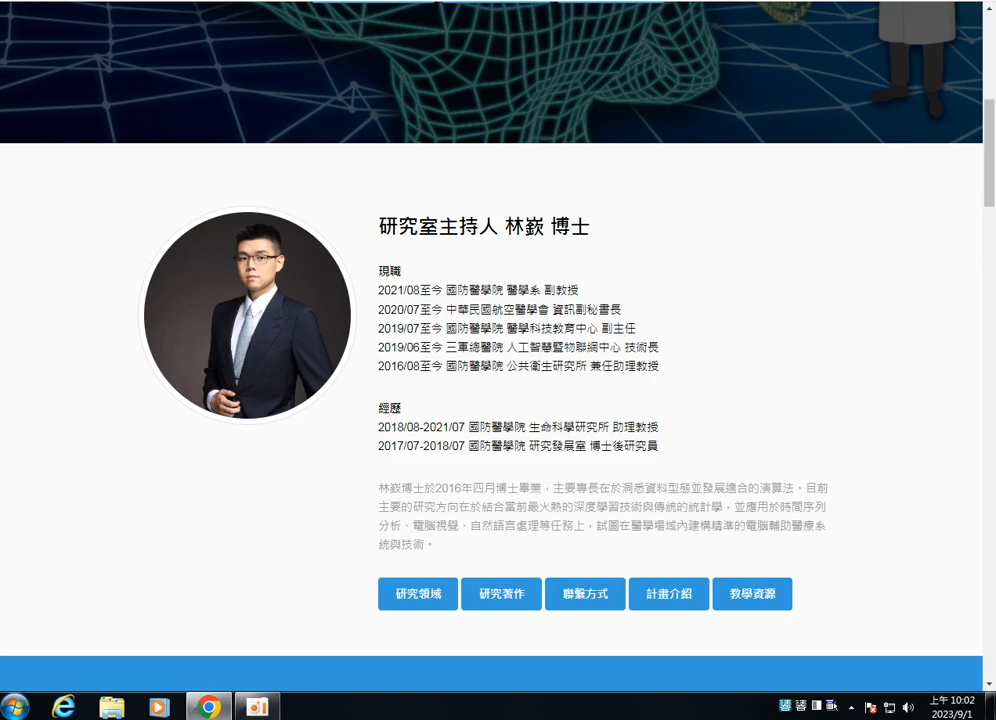 研究室主持人 林嶔 博士
現職
2021/08至今 國防醫學院 醫學系 副教授
2020/07至今 中華民國航空醫學會 資訊副秘書長
2019/07至今 國防醫學院 醫學科技教育中心 副主任
2019/06至今 三軍總醫院 人工智慧暨物聯網中心 技術長
2016/08至今 國防醫學院 公共衛生研究所 兼任助理教授
經歷
2018/08-2021/07 國防醫學院 生命科學研究所 助理教授
2017/07-2018/07 國防醫學院 研究發展室 博士後研究員
林嶔博士於2016年四月博士畢業，主要專長在於洞悉資料型態並發展適合的演算法。目前
主要的研究方向在於結合當前最火熱的深度學習技術與傳統的統計學，並應用於時間序列
分析、電腦視覺、自然語言處理等任務上，試圖在醫學場域內建構精準的電腦輔助醫療系
統與技術。
研究領域 研究著作 聯繫方式 計畫介紹 教學資源
上午 10:02
2023/9/1